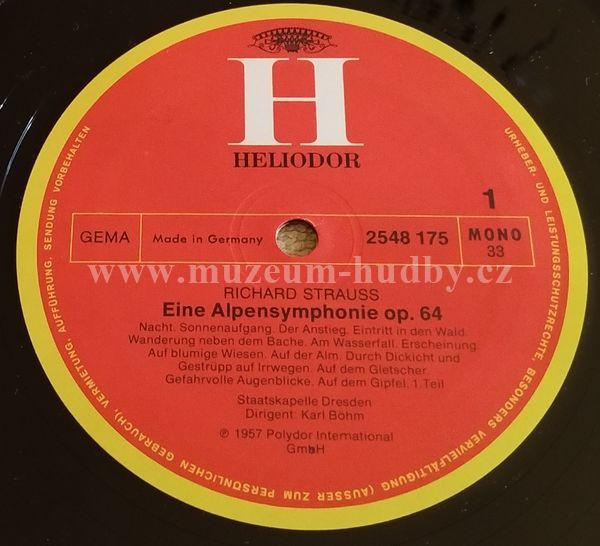 H
HELIODOR
1
GEMA
Made in Germany
2548 175
MONO
33
www.muzeum-hudby.cz
RICHARD STRAUSS
Eine Alpensymphonie op. 64
Nacht. Sonnenaufgang. Der Anstieg. Eintritt in den Wald.
Wanderung neben dem Bache. Am Wasserfall. Erscheinung.
Auf blumige Wiesen. Auf der Alm. Durch Dickicht und
Gestrüpp auf Irrwegen. Auf dem Gletscher.
Gefahrvolle Augenblicke. Auf dem Gipfel. 1. Teil
Staatskapelle Dresden
Dirigent: Karl Böhm
℗ 1957 Polydor International
GmbH
URHEBER- UND LEISTUNGSSCHUTZRECHTE, BESONDERS VERVIELFÄLTIGUNG (AUSSER ZUM PERSÖNLICHEN GEBRAUCH), VERMIETUNG, AUFFÜHRUNG, SENDUNG VORBEHALTEN